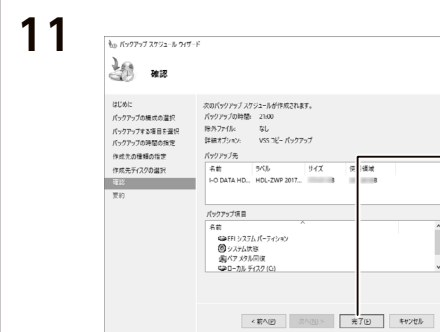 11
バックアップ スケジュール ウィザード
確認
はじめに
バックアップの構成の選択
バックアップする項目を選択
バックアップの時間の指定
作成先の種類の指定
作成先ディスクの選択
確認
要約
次のバックアップ スケジュールが作成されます。
バックアップの時間: 21:00
除外ファイル: なし
詳細オプション: VSS コピー バックアップ
バックアップ先
名前 ラベル サイズ 使用領域
I-O DATA HD... HDL-ZWP 2017...
バックアップ項目
名前
EFI システム パーティション
システム状態
ベア メタル回復
ローカル ディスク (C:)
< 前へ(P) 次へ(N) > 完了(F) キャンセル